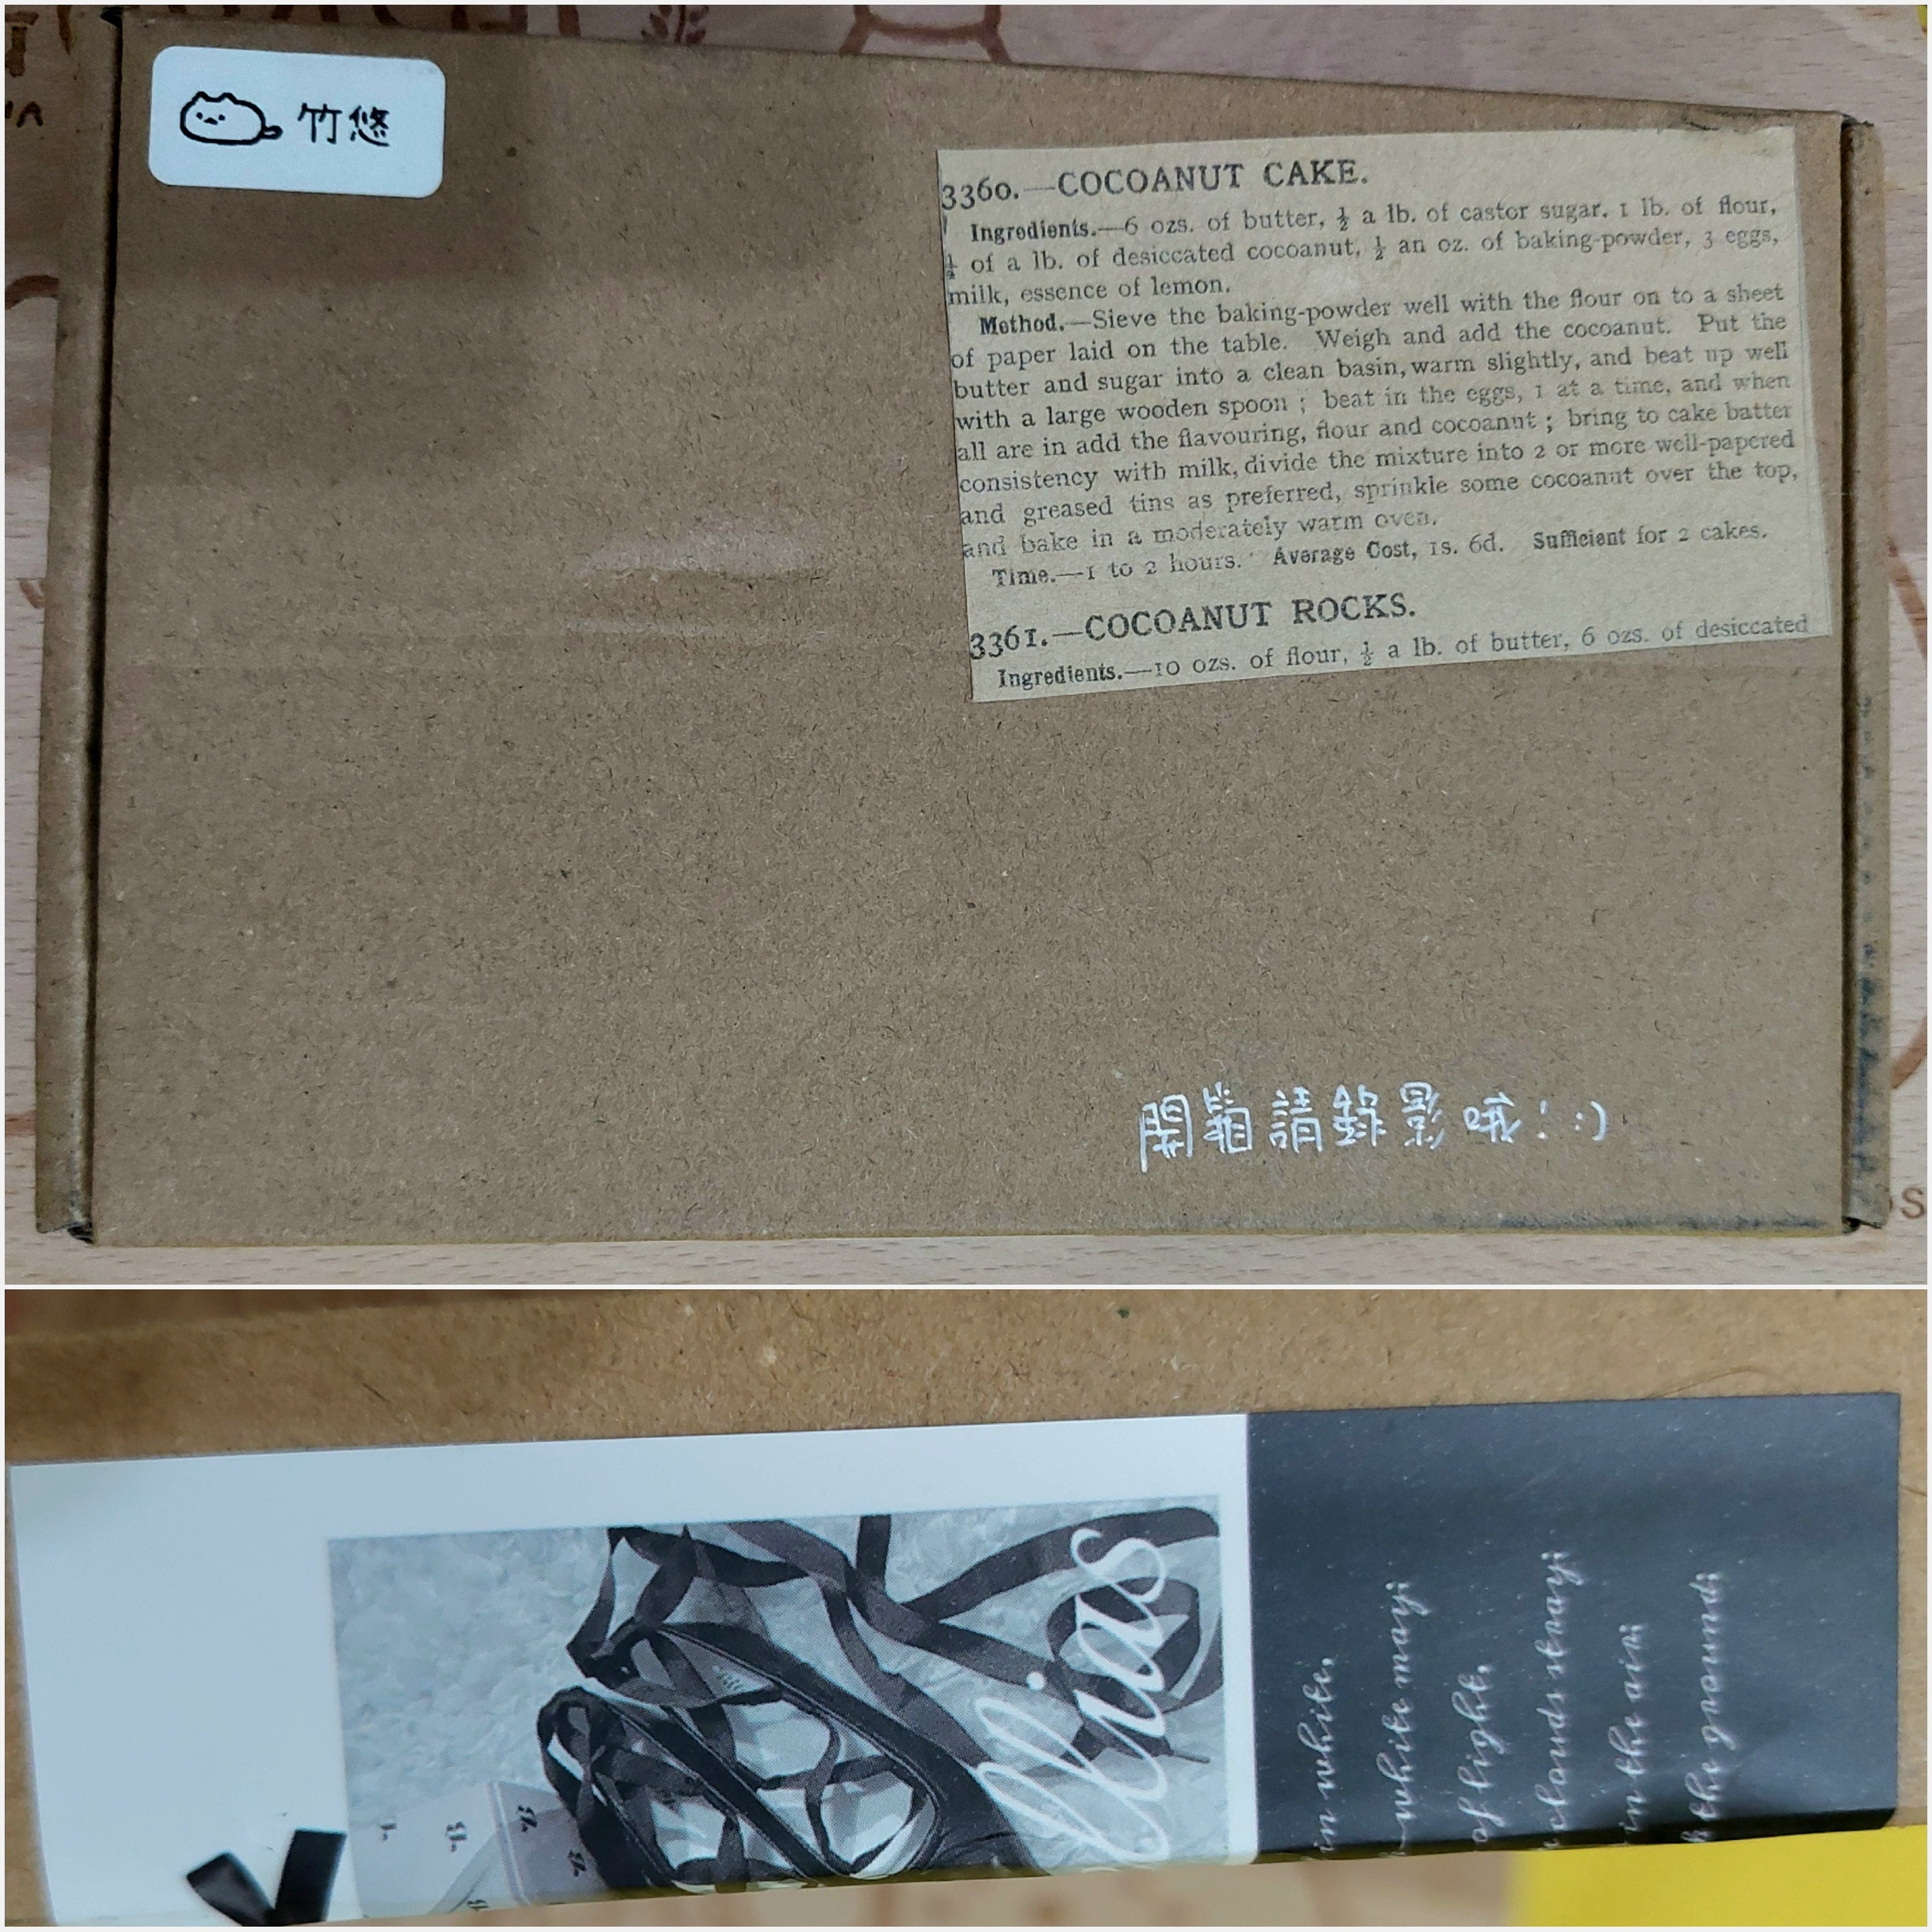 竹悠
3360.—COCOANUT CAKE.
Ingredients.—6 ozs. of butter, ½ a lb. of castor sugar, 1 lb. of flour,
¼ of a lb. of desiccated cocoanut, ½ an oz. of baking-powder, 3 eggs,
milk, essence of lemon.
Method.—Sieve the baking-powder well with the flour on to a sheet
of paper laid on the table. Weigh and add the cocoanut. Put the
butter and sugar into a clean basin, warm slightly, and beat up well
with a large wooden spoon ; beat in the eggs, 1 at a time, and when
all are in add the flavouring, flour and cocoanut ; bring to cake batter
consistency with milk, divide the mixture into 2 or more well-papered
and greased tins as preferred, sprinkle some cocoanut over the top,
and bake in a moderately warm oven.
Time.—1 to 2 hours. Average Cost, 1s. 6d. Sufficient for 2 cakes.
3361.—COCOANUT ROCKS.
Ingredients.—10 ozs. of flour, ½ a lb. of butter, 6 ozs. of desiccated
開箱請錄影哦! :)
llias
in white,
white may
of light,
clouds stray
in the air
the ground